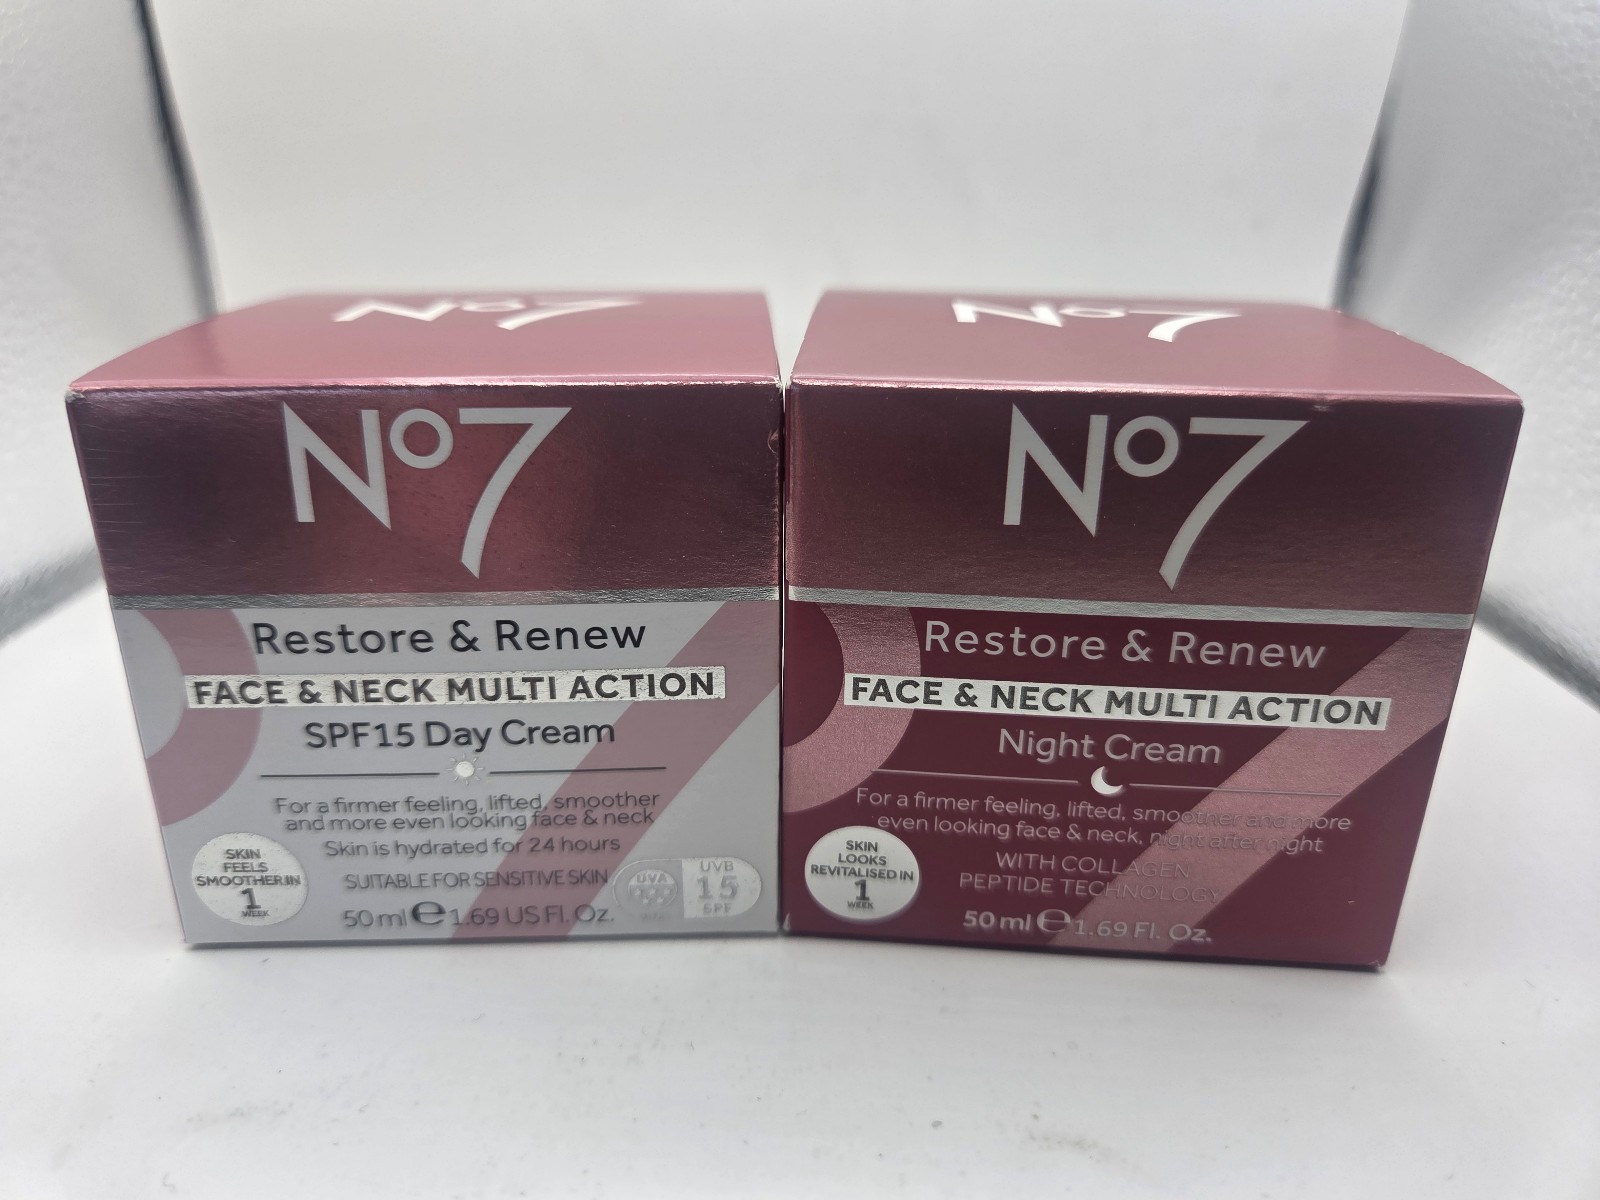 No7
No7
No7
Restore & Renew
FACE & NECK MULTI ACTION
SPF15 Day Cream
For a firmer feeling, lifted, smoother
and more even looking face & neck
Skin is hydrated for 24 hours
SUITABLE FOR SENSITIVE SKIN
50 ml ℮ 1.69 US Fl. Oz.
SKIN
FEELS
SMOOTHER IN
1
WEEK
UVA
UVB
15
SPF
No7
Restore & Renew
FACE & NECK MULTI ACTION
Night Cream
For a firmer feeling, lifted, smoother and more
even looking face & neck, night after night
WITH COLLAGEN
PEPTIDE TECHNOLOGY
50 ml ℮ 1.69 Fl. Oz.
SKIN
LOOKS
REVITALISED IN
1
WEEK